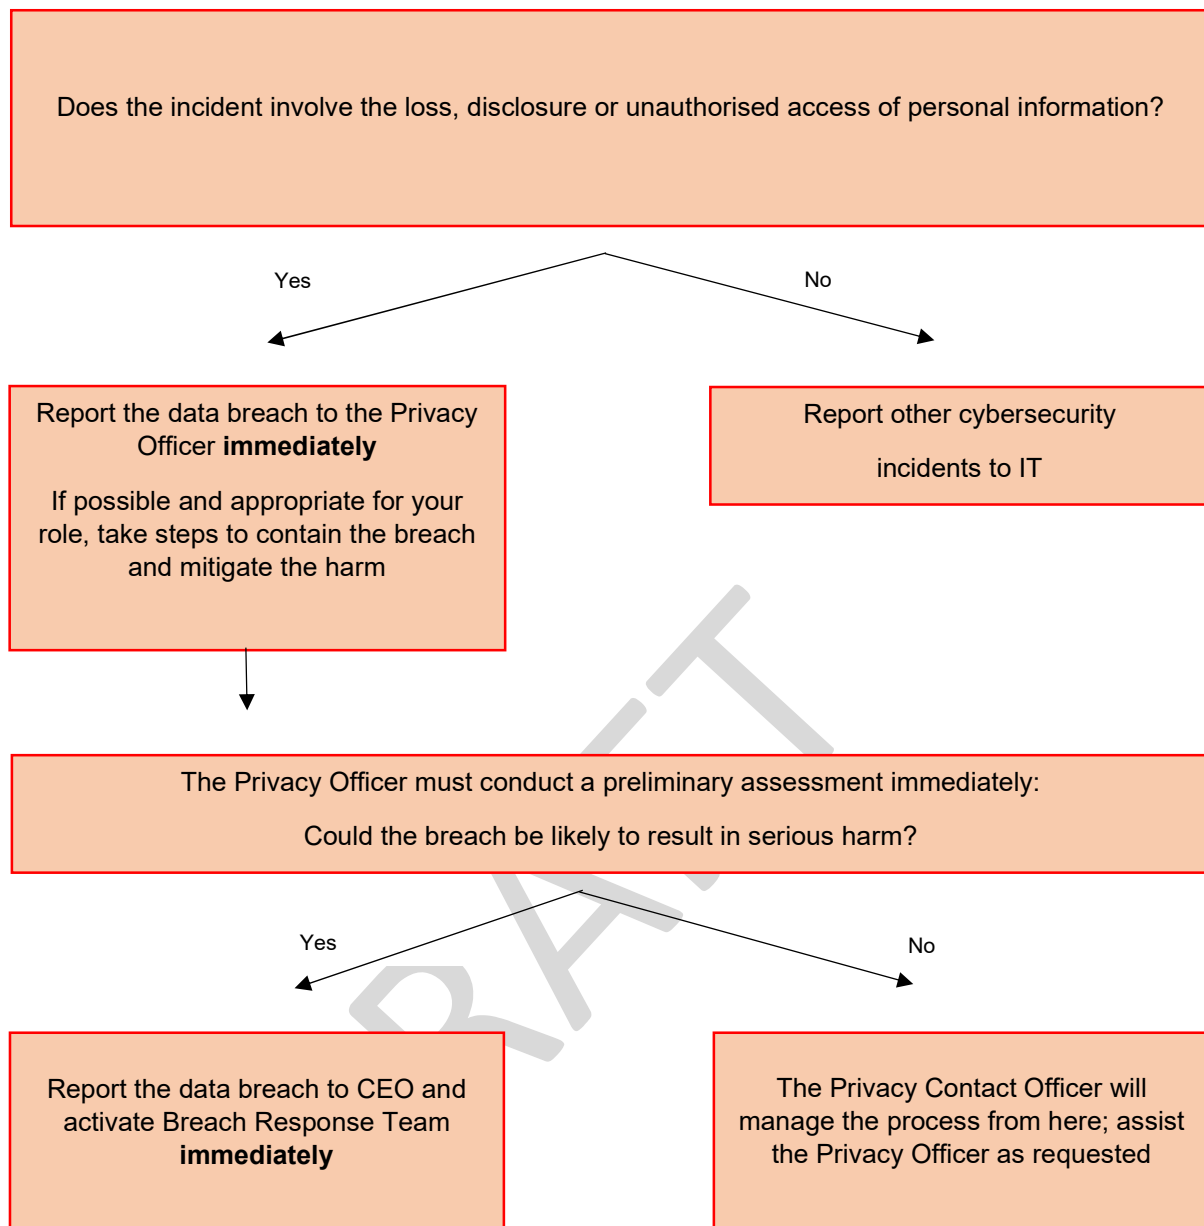 Does the incident involve the loss, disclosure or unauthorised access of personal information?
Yes
No
Report the data breach to the Privacy
Officer immediately
If possible and appropriate for your
role, take steps to contain the breach
and mitigate the harm
Report other cybersecurity
incidents to IT
The Privacy Officer must conduct a preliminary assessment immediately:
Could the breach be likely to result in serious harm?
Yes
No
Report the data breach to CEO and
activate Breach Response Team
immediately
The Privacy Contact Officer will
manage the process from here; assist
the Privacy Officer as requested
RAFT